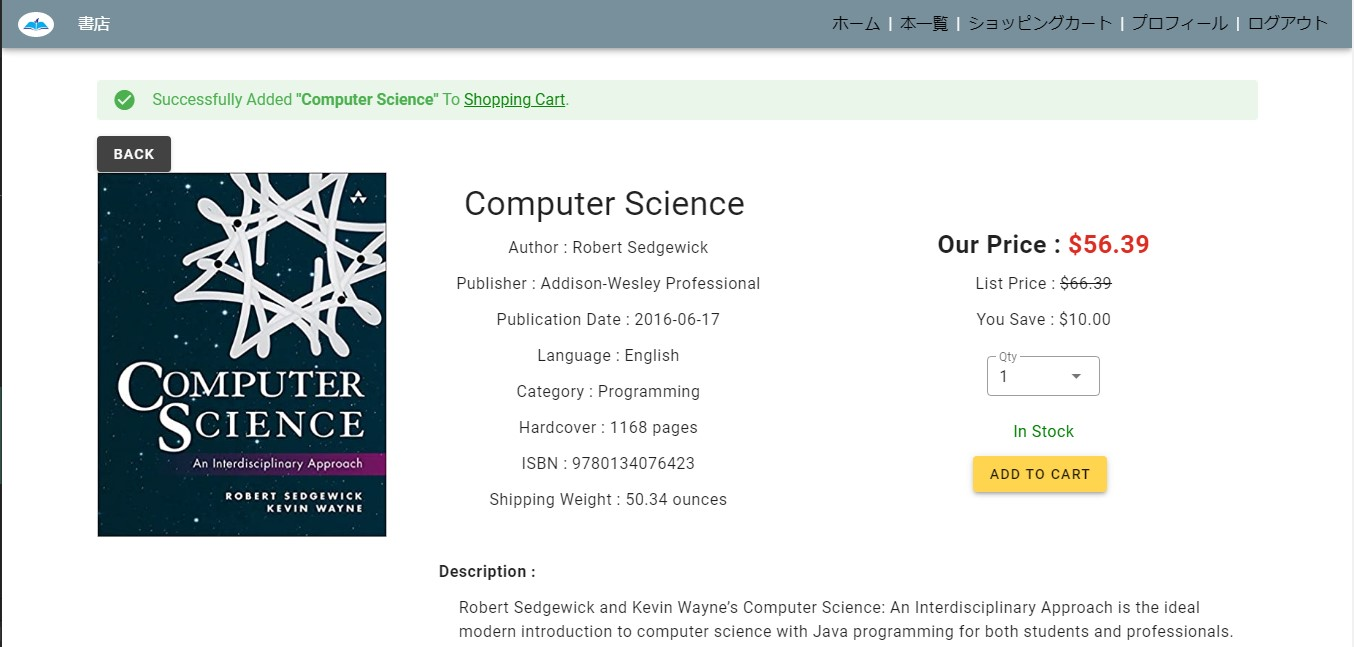 書店
ホーム | 本一覧 | ショッピングカート | プロフィール | ログアウト
Successfully Added "Computer Science" To Shopping Cart.
BACK
COMPUTER
SCIENCE
An Interdisciplinary Approach
ROBERT SEDGEWICK
KEVIN WAYNE
Computer Science
Author : Robert Sedgewick
Publisher : Addison-Wesley Professional
Publication Date : 2016-06-17
Language : English
Category : Programming
Hardcover : 1168 pages
ISBN : 9780134076423
Shipping Weight : 50.34 ounces
Our Price : $56.39
List Price : $66.39
You Save : $10.00
Qty
1
In Stock
ADD TO CART
Description :
Robert Sedgewick and Kevin Wayne’s Computer Science: An Interdisciplinary Approach is the ideal
modern introduction to computer science with Java programming for both students and professionals.